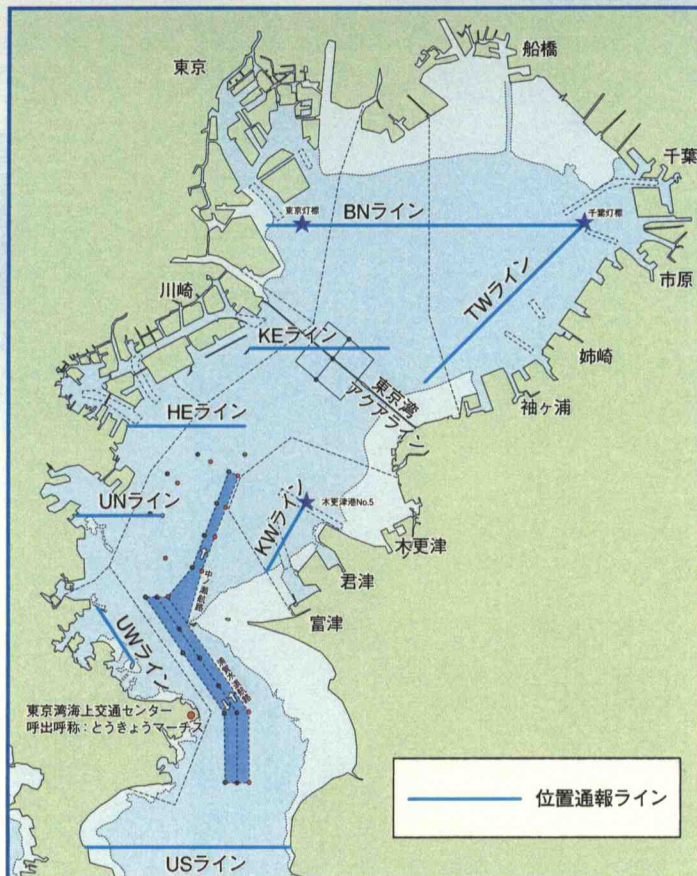 船橋
東京
千葉
東京灯標
BNライン
千葉灯標
市原
TWライン
川崎
KEライン
姉崎
東京湾
アクアライン
袖ヶ浦
HEライン
UNライン
木更津港No.5
KWライン
木更津
君津
中ノ瀬航路
富津
UWライン
浦賀水道航路
東京湾海上交通センター
呼出呼称：とうきょうマーチス
位置通報ライン
USライン